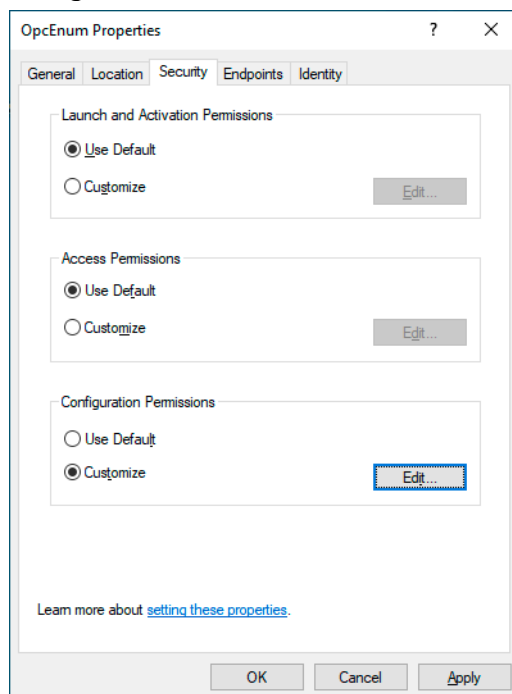 OpcEnum Properties ? ×
General Location Security Endpoints Identity
Launch and Activation Permissions
Use Default
Customize
Edit...
Access Permissions
Use Default
Customize
Edit...
Configuration Permissions
Use Default
Customize
Edit...
Learn more about setting these properties.
OK Cancel Apply